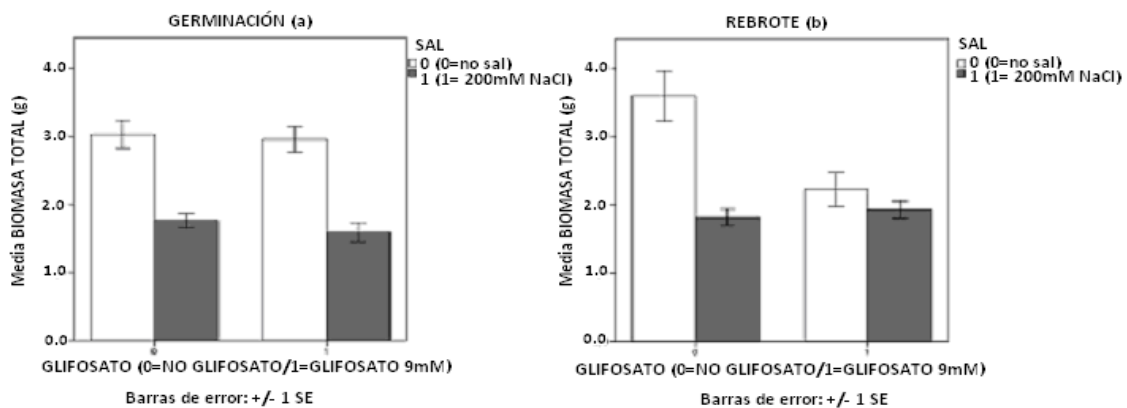 GERMINACIÓN (a)
SAL
0 (0=no sal)
1 (1= 200mM NaCl)
Media BIOMASA TOTAL (g)
4.0
3.0
2.0
1.0
0.0
0
1
GLIFOSATO (0=NO GLIFOSATO/1=GLIFOSATO 9mM)
Barras de error: +/- 1 SE
REBROTE (b)
SAL
0 (0=no sal)
1 (1= 200mM NaCl)
Media BIOMASA TOTAL (g)
4.0
3.0
2.0
1.0
0.0
0
1
GLIFOSATO (0=NO GLIFOSATO/1=GLIFOSATO 9mM)
Barras de error: +/- 1 SE